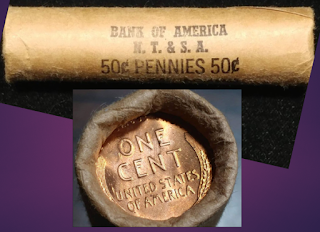 BANK OF AMERICA
N. T. & S. A.
50¢ PENNIES 50¢
ONE
CENT
UNITED STATES
OF AMERICA